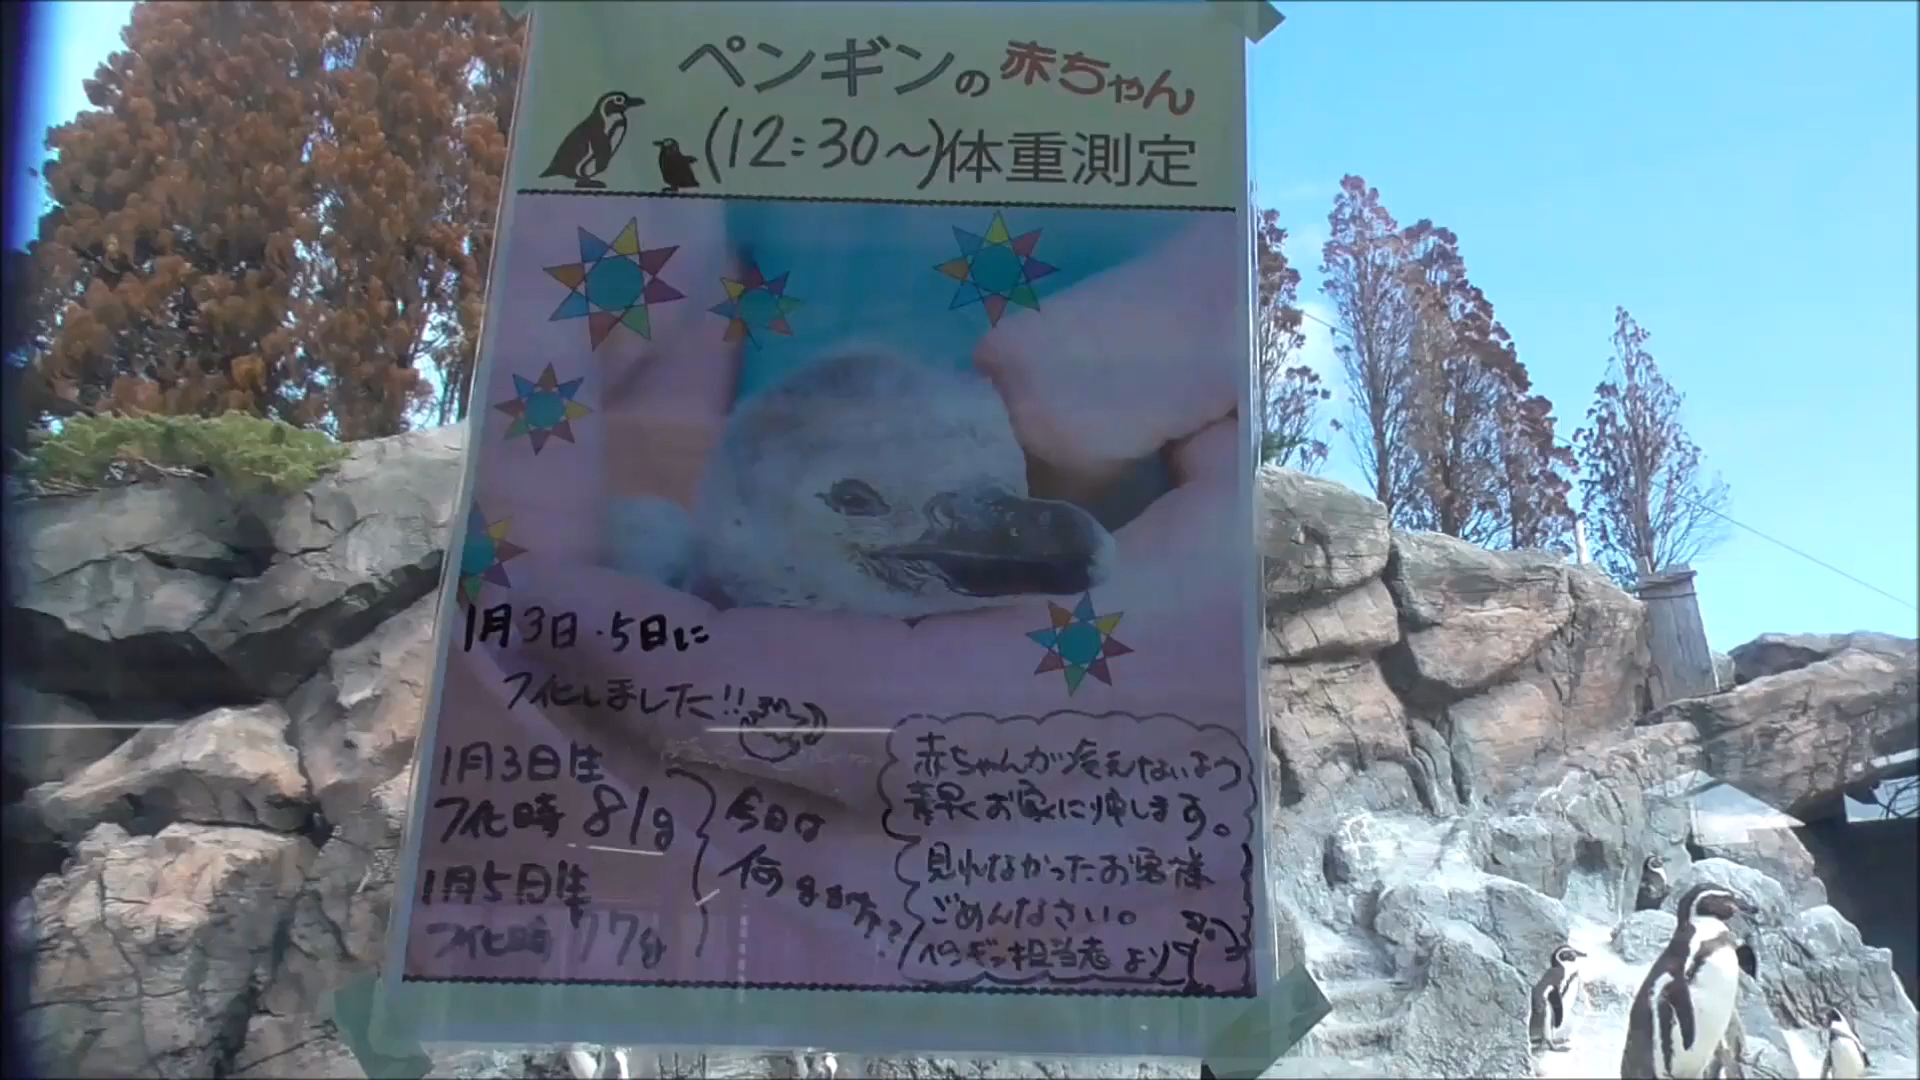 ペンギンの赤ちゃん
(12:30～)体重測定
1月3日・5日に
フ化しました!!
1月3日生
フ化時 81g
1月5日生
フ化時 77g
今日は
何gかな?
赤ちゃんが冷えないよう
素早くお家に帰します。
見れなかったお客様
ごめんなさい。
ペンギン担当者より